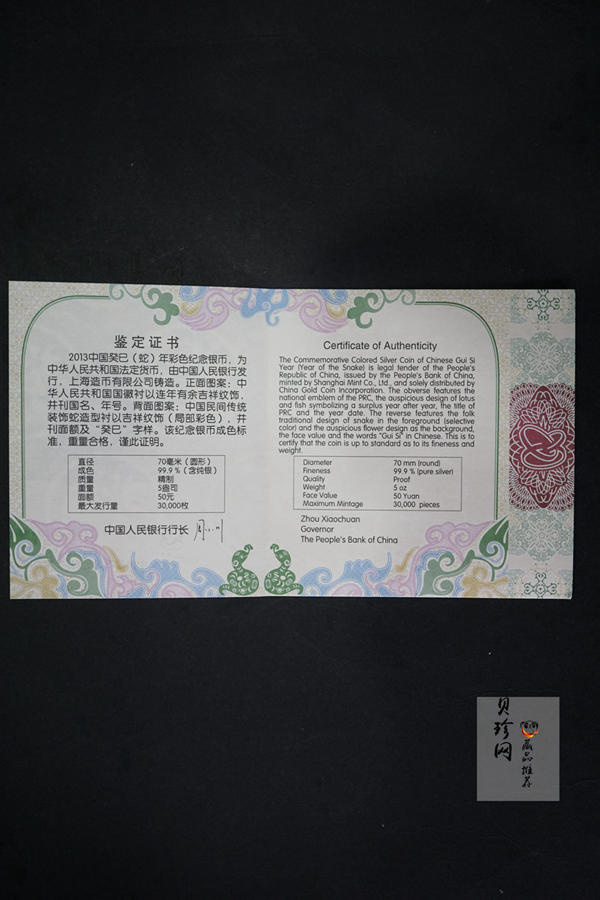 鉴定证书
2013中国癸巳（蛇）年彩色纪念银币，为
中华人民共和国法定货币，由中国人民银行发
行，上海造币有限公司铸造。正面图案：中
华人民共和国国徽衬以连年有余吉祥纹饰，
并刊国名、年号。背面图案：中国民间传统
装饰蛇造型衬以吉祥纹饰（局部彩色），并
刊面额及“癸巳”字样。该纪念银币成色标
准，重量合格，谨此证明。
直径 70毫米（圆形）
成色 99.9％（含纯银）
质量 精制
重量 5盎司
面额 50元
最大发行量 30,000枚
中国人民银行行长
Certificate of Authenticity
The Commemorative Colored Silver Coin of Chinese Gui Si
Year (Year of the Snake) is legal tender of the People's
Republic of China, issued by the People's Bank of China,
minted by Shanghai Mint Co., Ltd., and solely distributed by
China Gold Coin Incorporation. The obverse features the
national emblem of the PRC, the auspicious design of lotus
and fish symbolizing a surplus year after year, the title of
PRC and the year date. The reverse features the folk
traditional design of snake in the foreground (selective
color) and the auspicious flower design as the background,
the face value and the words "Gui Si" in Chinese. This is to
certify that the coin is up to standard as to its fineness and
weight.
Diameter 70 mm (round)
Fineness 99.9 % (pure silver)
Quality Proof
Weight 5 oz
Face Value 50 Yuan
Maximum Mintage 30,000 pieces
Zhou Xiaochuan
Governor
The People's Bank of China
贝珍网
藏品推荐